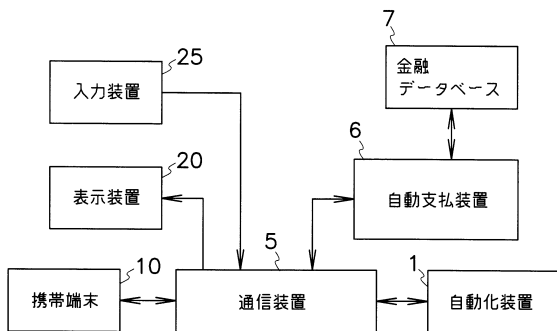 7
金融
データベース
25
入力装置
6
自動支払装置
20
表示装置
5
通信装置
10
携帯端末
1
自動化装置